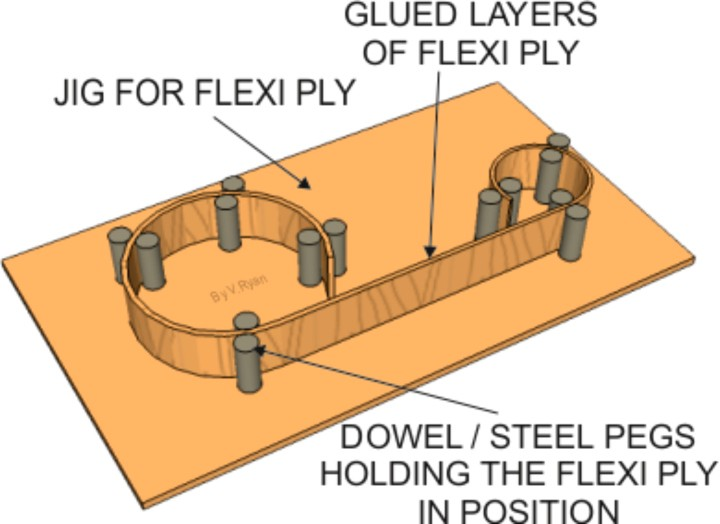 GLUED LAYERS
OF FLEXI PLY
JIG FOR FLEXI PLY
By V.Ryan
DOWEL / STEEL PEGS
HOLDING THE FLEXI PLY
IN POSITION